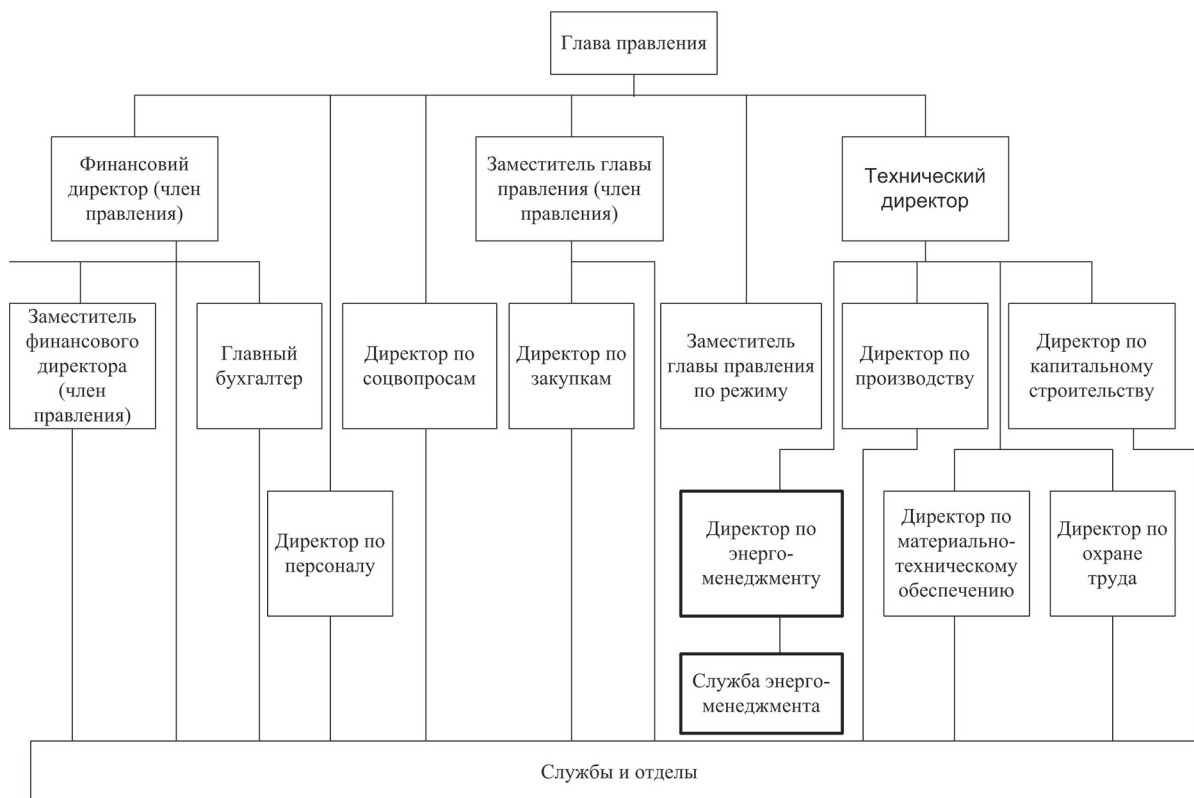 Глава правления
Финансовий
директор (член
правления)
Заместитель главы
правления (член
правления)
Технический
директор
Заместитель
финансового
директора
(член
правления)
Главный
бухгалтер
Директор по
соцвопросам
Директор по
закупкам
Заместитель
главы правления
по режиму
Директор по
производству
Директор по
капитальному
строительству
Директор по
персоналу
Директор по
энерго-
менеджменту
Директор по
материально-
техническому
обеспечению
Директор по
охране
труда
Служба энерго-
менеджмента
Службы и отделы